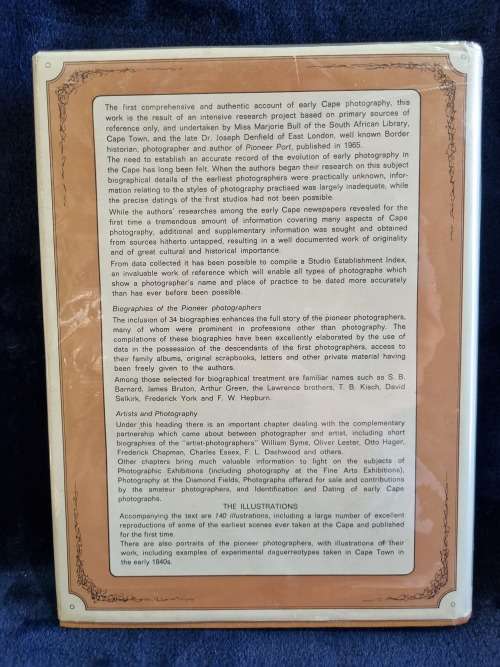 The first comprehensive and authentic account of early Cape photography, this
work is the result of an intensive research project based on primary sources of
reference only, and undertaken by Miss Marjorie Bull of the South African Library,
Cape Town, and the late Dr. Joseph Denfield of East London, well known Border
historian, photographer and author of Pioneer Port, published in 1965.
The need to establish an accurate record of the evolution of early photography in
the Cape has long been felt. When the authors began their research on this subject
biographical details of the earliest photographers were practically unknown, infor-
mation relating to the styles of photography practised was largely inadequate, while
the precise datings of the first studios had not been possible.
While the authors' researches among the early Cape newspapers revealed for the
first time a tremendous amount of information covering many aspects of Cape
photography, additional and supplementary information was sought and obtained
from sources hitherto untapped, resulting in a well documented work of originality
and of great cultural and historical importance.
From data collected it has been possible to compile a Studio Establishment Index,
an invaluable work of reference which will enable all types of photographs which
show a photographer's name and place of practice to be dated more accurately
than has ever before been possible.
Biographies of the Pioneer photographers
The inclusion of 34 biographies enhances the full story of the pioneer photographers,
many of whom were prominent in professions other than photography. The
compilations of these biographies have been excellently elaborated by the use of
data in the possession of the descendants of the first photographers, access to
their family albums, original scrapbooks, letters and other private material having
been freely given to the authors.
Among those selected for biographical treatment are familiar names such as S. B.
Barnard, James Bruton, Arthur Green, the Lawrence brothers, T. B. Kisch, David
Selkirk, Frederick York and F. W. Hepburn.
Artists and Photography
Under this heading there is an important chapter dealing with the complementary
partnership which came about between photographer and artist, including short
biographies of the "artist-photographers" William Syme, Oliver Lester, Otto Hager,
Frederick Chapman, Charles Essex, F. L. Dashwood and others.
Other chapters bring much valuable information to light on the subjects of
Photographic Exhibitions (including photography at the Fine Arts Exhibitions),
Photography at the Diamond Fields, Photographs offered for sale and contributions
by the amateur photographers, and Identification and Dating of early Cape
photographs.
THE ILLUSTRATIONS
Accompanying the text are 140 illustrations, including a large number of excellent
reproductions of some of the earliest scenes ever taken at the Cape and published
for the first time.
There are also portraits of the pioneer photographers, with illustrations of their
work, including examples of experimental daguerreotypes taken in Cape Town in
the early 1840s.